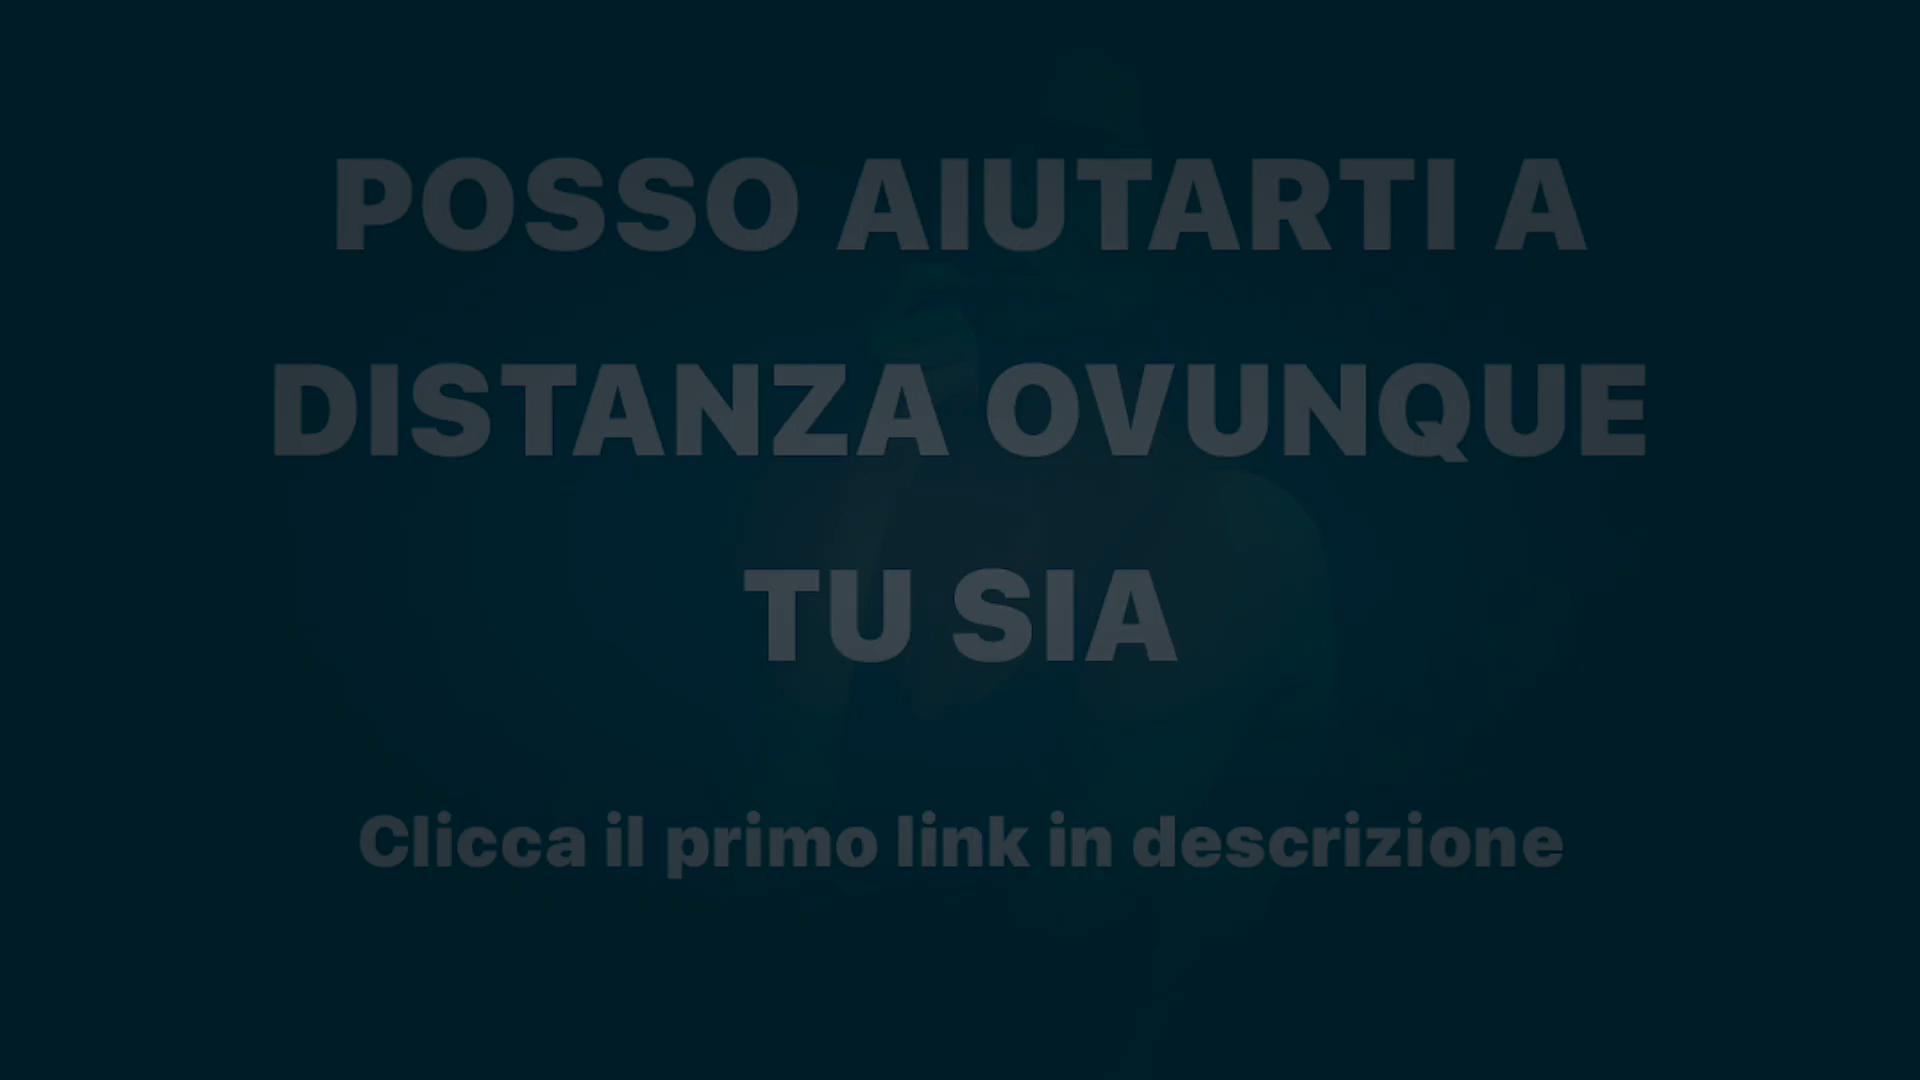 POSSO AIUTARTI A
DISTANZA OVUNQUE
TU SIA
Clicca il primo link in descrizione